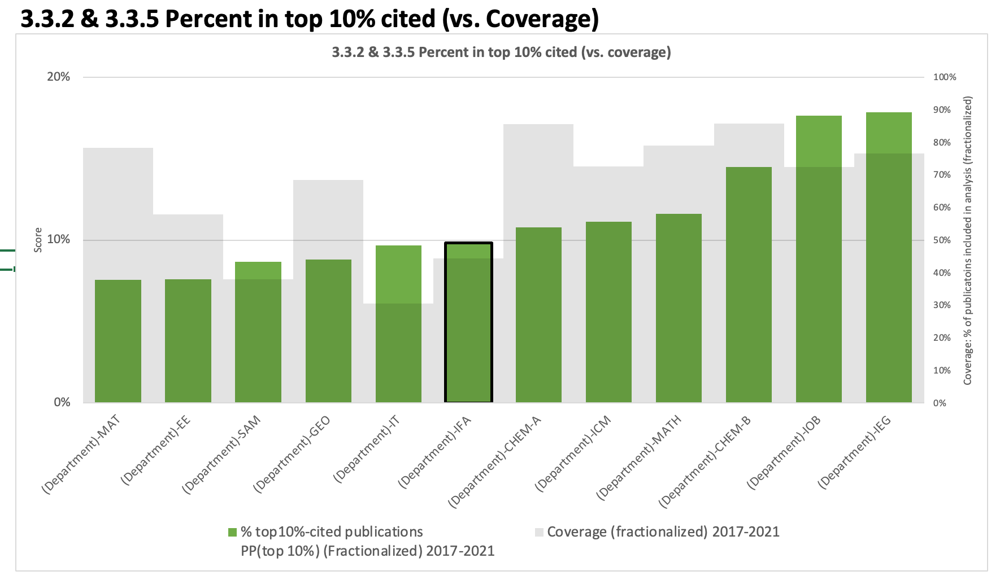 3.3.2 & 3.3.5 Percent in top 10% cited (vs. Coverage)
3.3.2 & 3.3.5 Percent in top 10% cited (vs. coverage)
20%
10%
0%
Score
100%
90%
80%
70%
60%
50%
40%
30%
20%
10%
0%
Coverage: % of publicatoins included in analysis (fractionalized)
(Department)-MAT
(Department)-EE
(Department)-SAM
(Department)-GEO
(Department)-IT
(Department)-IFA
(Department)-CHEM-A
(Department)-ICM
(Department)-MATH
(Department)-CHEM-B
(Department)-IOB
(Department)-IEG
% top10%-cited publications
PP(top 10%) (Fractionalized) 2017-2021
Coverage (fractionalized) 2017-2021